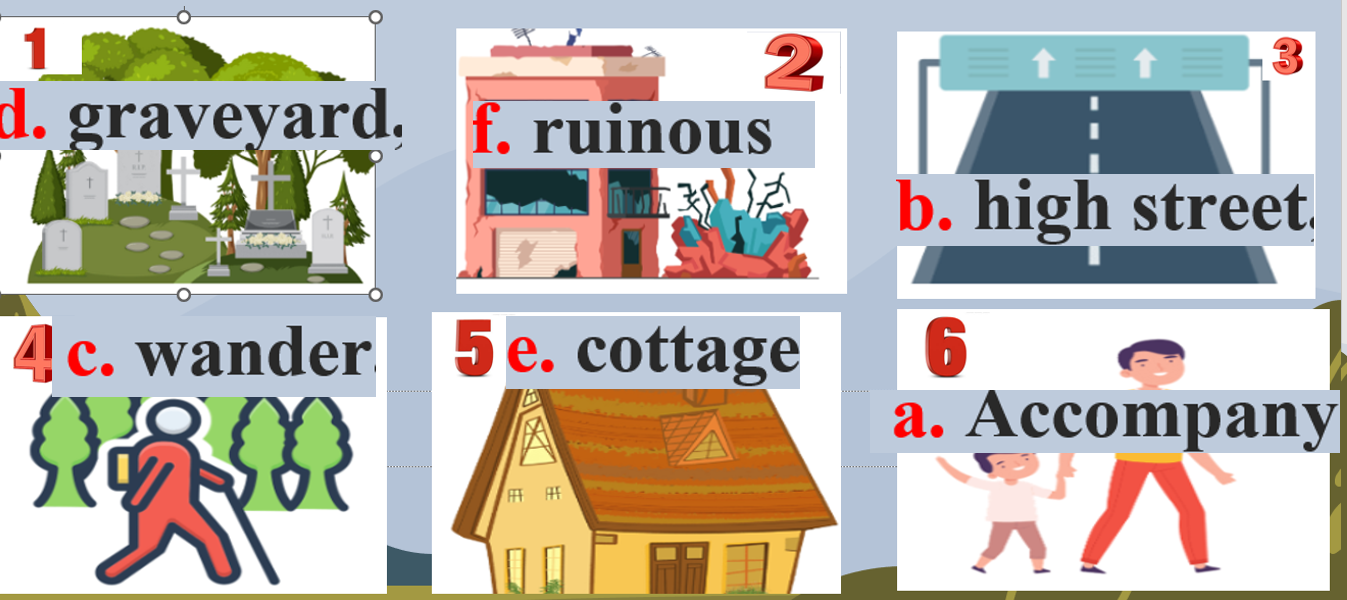 1
d. graveyard.
2
f. ruinous
3
b. high street.
4
c. wander.
5
e. cottage
6
a. Accompany